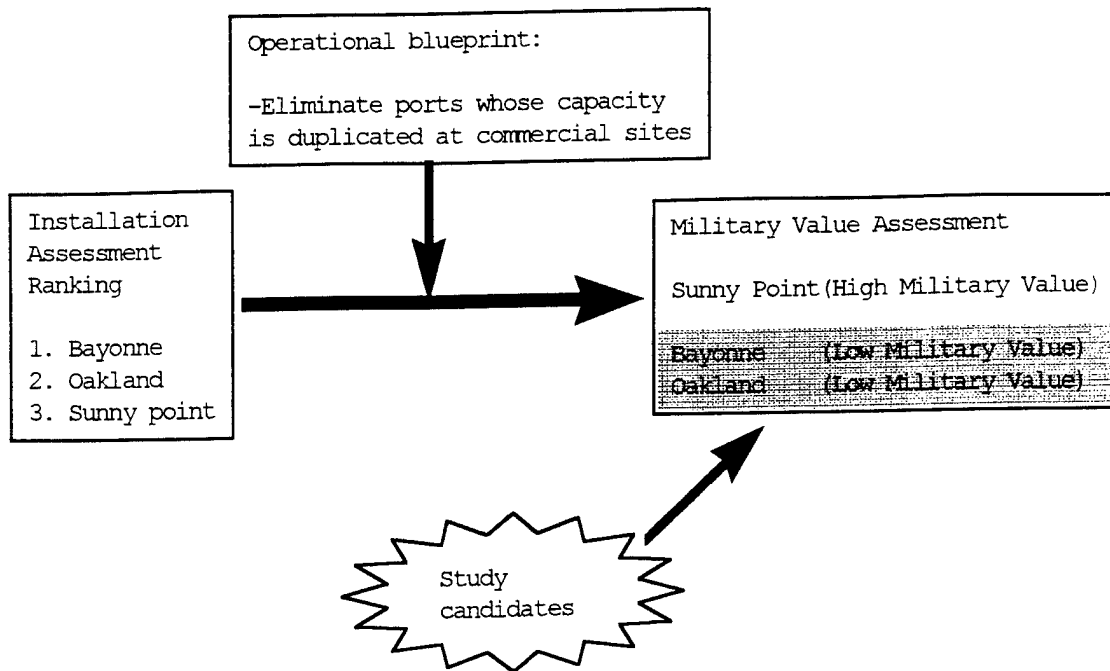 Operational blueprint:
-Eliminate ports whose capacity
is duplicated at commercial sites
Installation
Assessment
Ranking
1. Bayonne
2. Oakland
3. Sunny point
Military Value Assessment
Sunny Point(High Military Value)
Bayonne (Low Military Value)
Oakland (Low Military Value)
Study
candidates